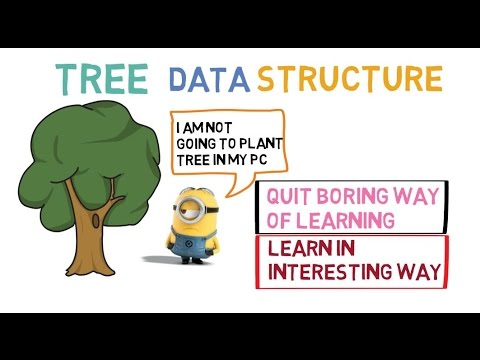 TREE DATA STRUCTURE
I AM NOT
GOING TO PLANT
TREE IN MY PC
QUIT BORING WAY
OF LEARNING
LEARN IN
INTERESTING WAY